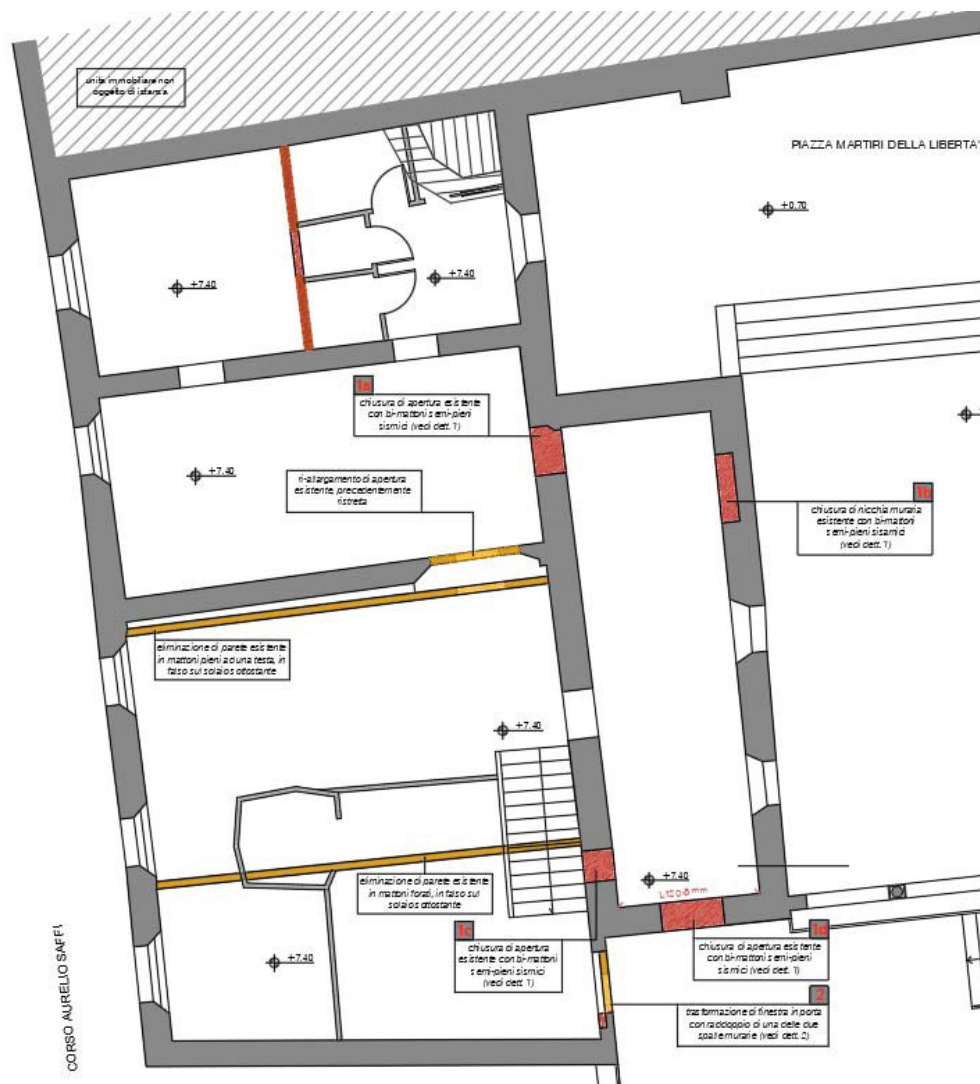 unità immobiliare non
oggetto di istanza
PIAZZA MARTIRI DELLA LIBERTA'
+0.70
+7.40
+7.40
1a
chiusura di apertura esistente
con bi-mattoni semi-pieni
sismici (vedi dett. 1)
+7.40
ri-allargamento di apertura
esistente, precedentemente
ristretta
1b
chiusura di nicchia muraria
esistente con bi-mattoni
semi-pieni sisamici
(vedi dett. 1)
eliminazione di parete esistente
in mattoni pieni ad una testa, in
falso sul solaio sottostante
+7.40
eliminazione di parete esistente
in mattoni forati, in falso sul
solaio sottostante
+7.40
1c
chiusura di apertura
esistente con bi-mattoni
semi-pieni sismici
(vedi dett. 1)
1d
chiusura di apertura esistente
con bi-mattoni semi-pieni
sismici (vedi dett. 1)
+7.40
2
trasformazione di finestra in porta
con raddoppio di una delle due
spalle murarie (vedi dett. 2)
CORSO AURELIO SAFFI